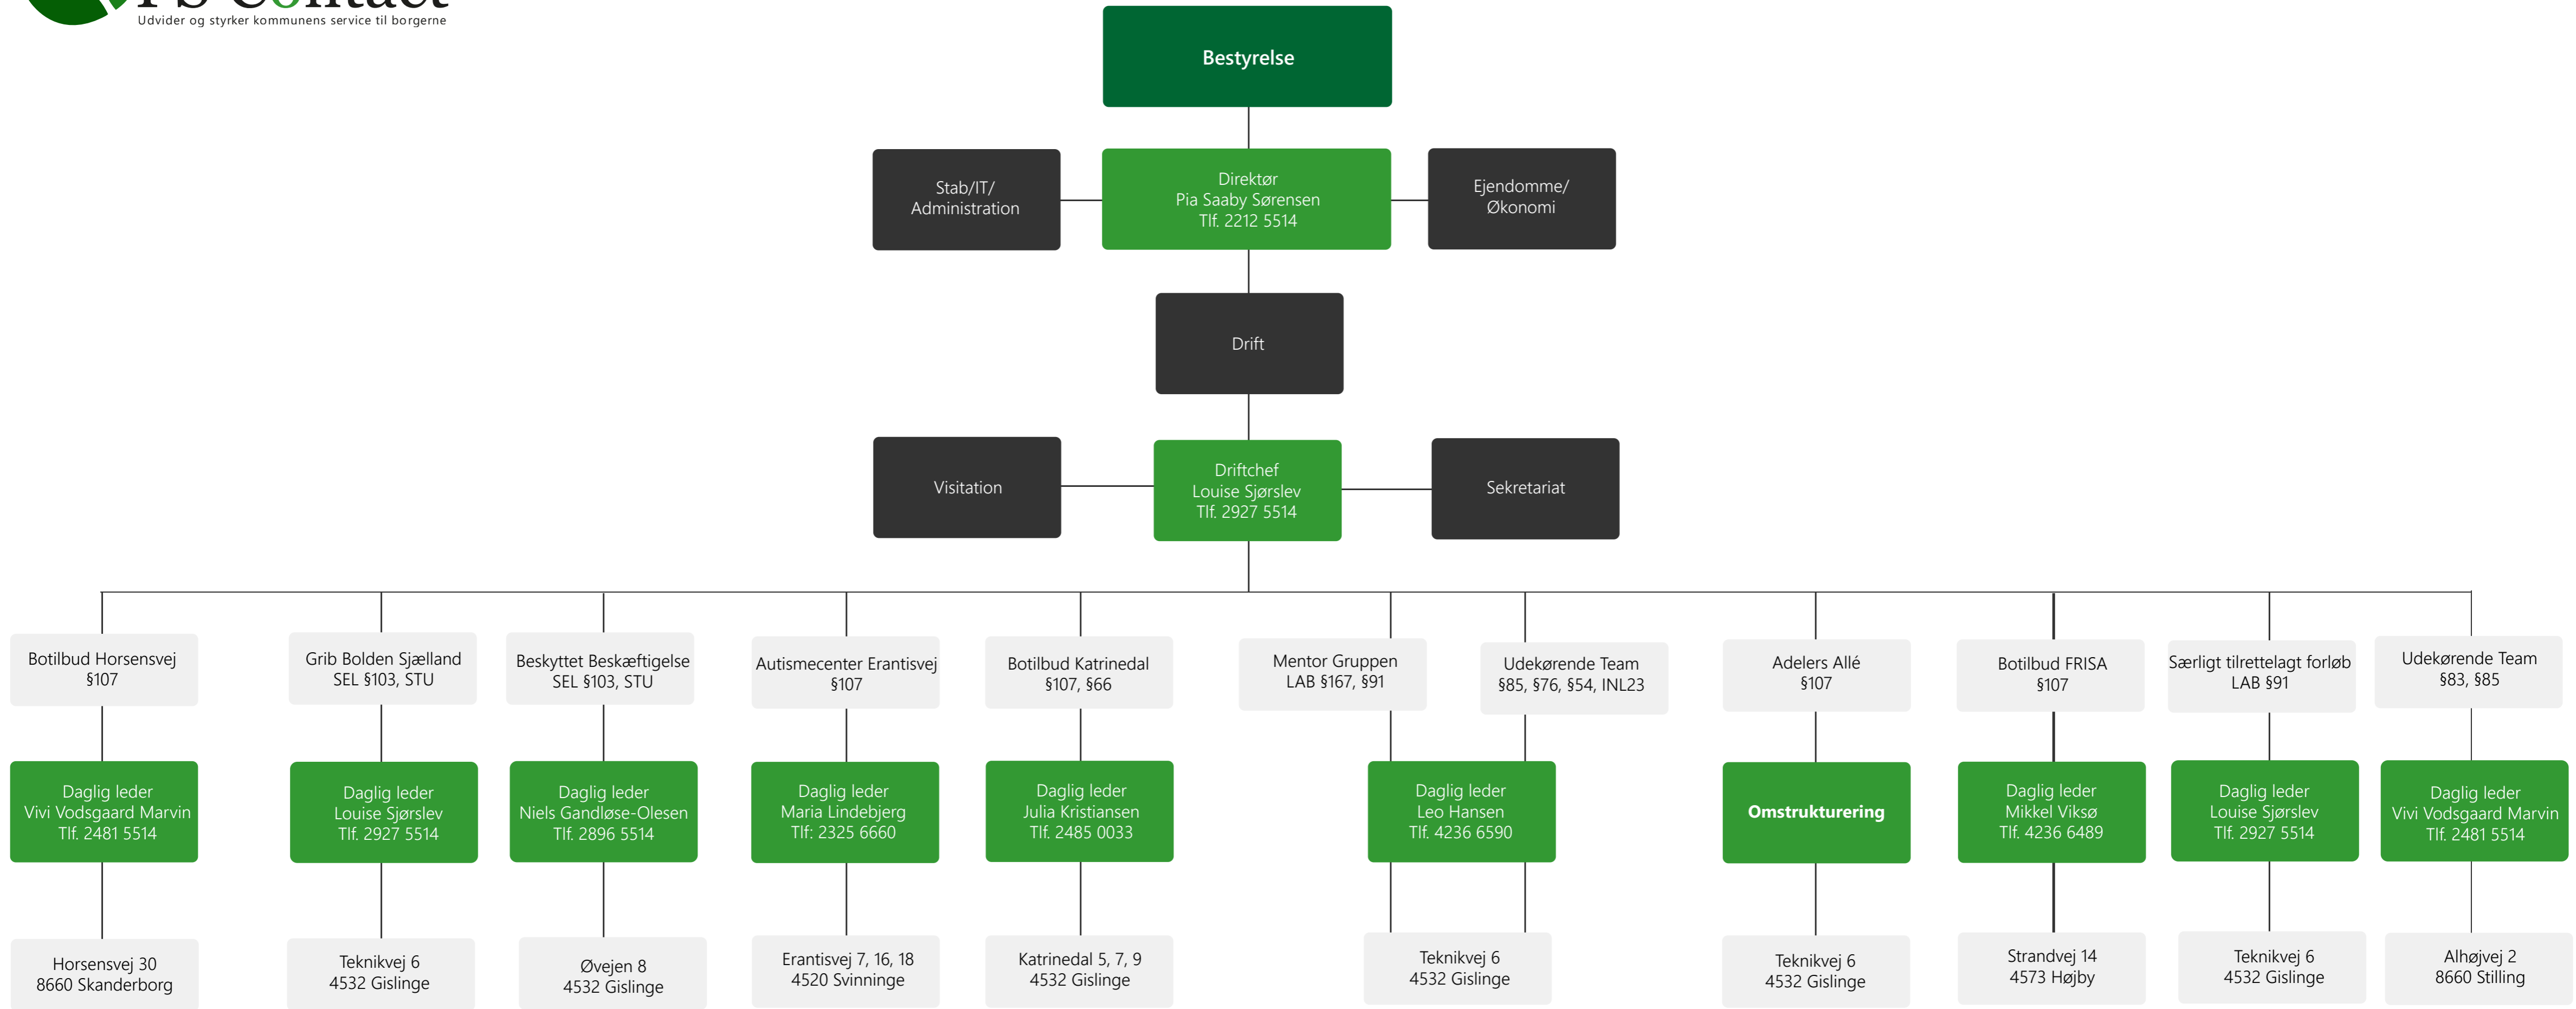 PS Contact
Udvider og styrker kommunens service til borgerne
Bestyrelse
Stab/IT/
Administration
Direktør
Pia Saaby Sørensen
Tlf. 2212 5514
Ejendomme/
Økonomi
Drift
Visitation
Driftchef
Louise Sjørslev
Tlf. 2927 5514
Sekretariat
Botilbud Horsensvej
§107
Grib Bolden Sjælland
SEL §103, STU
Beskyttet Beskæftigelse
SEL §103, STU
Autismecenter Erantisvej
§107
Botilbud Katrinedal
§107, §66
Mentor Gruppen
LAB §167, §91
Udekørende Team
§85, §76, §54, INL23
Adelers Allé
§107
Botilbud FRISA
§107
Særligt tilrettelagt forløb
LAB §91
Udekørende Team
§83, §85
Daglig leder
Vivi Vodsgaard Marvin
Tlf. 2481 5514
Daglig leder
Louise Sjørslev
Tlf. 2927 5514
Daglig leder
Niels Gandløse-Olesen
Tlf. 2896 5514
Daglig leder
Maria Lindebjerg
Tlf: 2325 6660
Daglig leder
Julia Kristiansen
Tlf. 2485 0033
Daglig leder
Leo Hansen
Tlf. 4236 6590
Omstrukturering
Daglig leder
Mikkel Viksø
Tlf. 4236 6489
Daglig leder
Louise Sjørslev
Tlf. 2927 5514
Daglig leder
Vivi Vodsgaard Marvin
Tlf. 2481 5514
Horsensvej 30
8660 Skanderborg
Teknikvej 6
4532 Gislinge
Øvejen 8
4532 Gislinge
Erantisvej 7, 16, 18
4520 Svinninge
Katrinedal 5, 7, 9
4532 Gislinge
Teknikvej 6
4532 Gislinge
Teknikvej 6
4532 Gislinge
Strandvej 14
4573 Højby
Teknikvej 6
4532 Gislinge
Alhøjvej 2
8660 Stilling